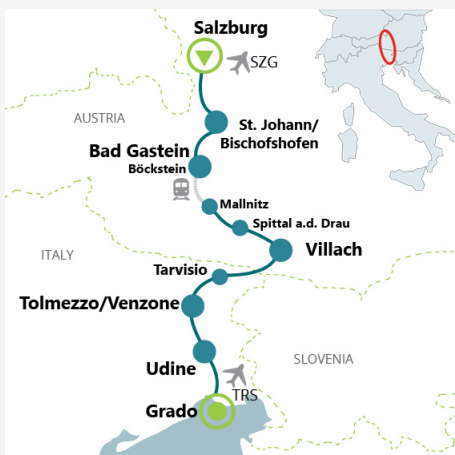 Salzburg
SZG
AUSTRIA
St. Johann/
Bischofshofen
Bad Gastein
Böckstein
Mallnitz
Spittal a.d. Drau
ITALY
Villach
Tarvisio
Tolmezzo/Venzone
SLOVENIA
Udine
TRS
Grado